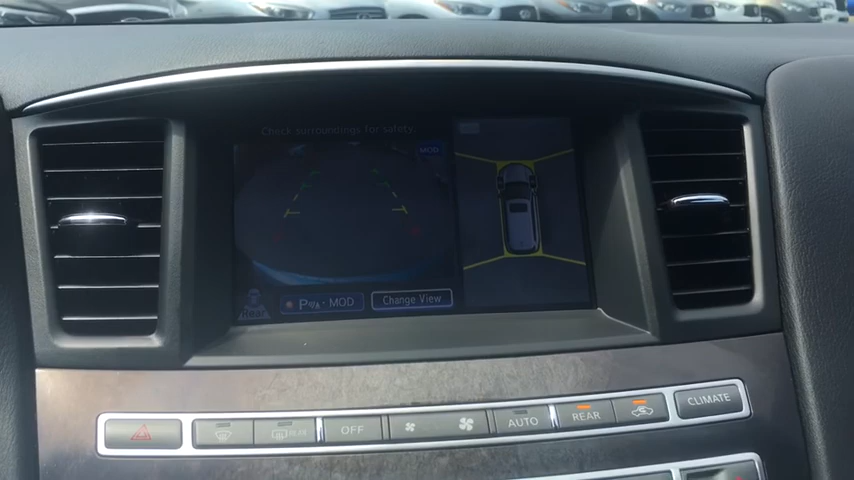 Check surroundings for safety.
MOD
Rear
P MOD
Change View
OFF
AUTO
REAR
CLIMATE